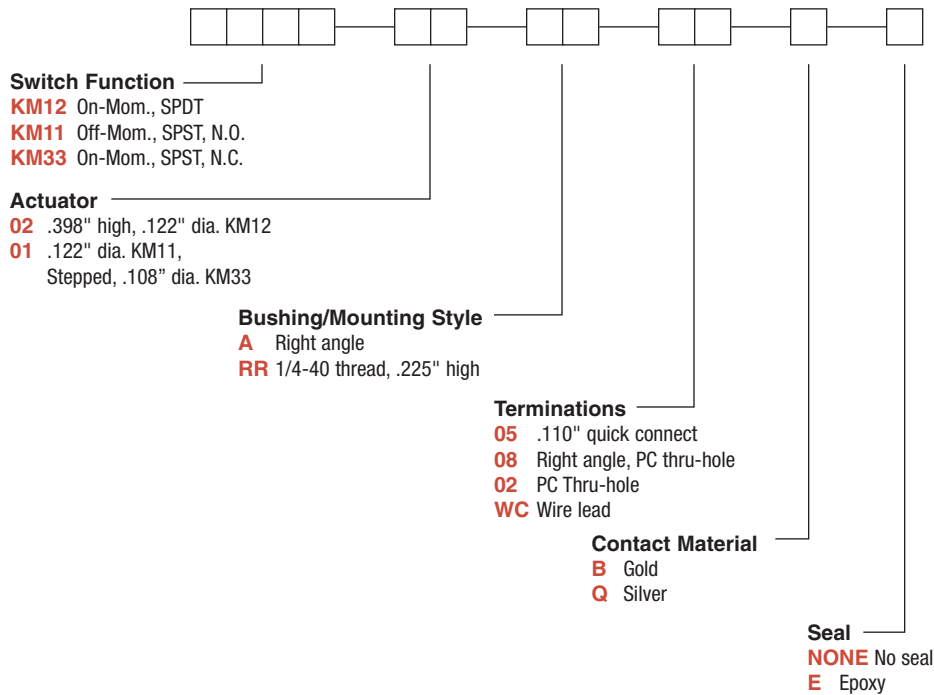 Switch Function
KM12 On-Mom., SPDT
KM11 Off-Mom., SPST, N.O.
KM33 On-Mom., SPST, N.C.
Actuator
02 .398" high, .122" dia. KM12
01 .122" dia. KM11,
Stepped, .108” dia. KM33
Bushing/Mounting Style
A Right angle
RR 1/4-40 thread, .225" high
Terminations
05 .110" quick connect
08 Right angle, PC thru-hole
02 PC Thru-hole
WC Wire lead
Contact Material
B Gold
Q Silver
Seal
NONE No seal
E Epoxy